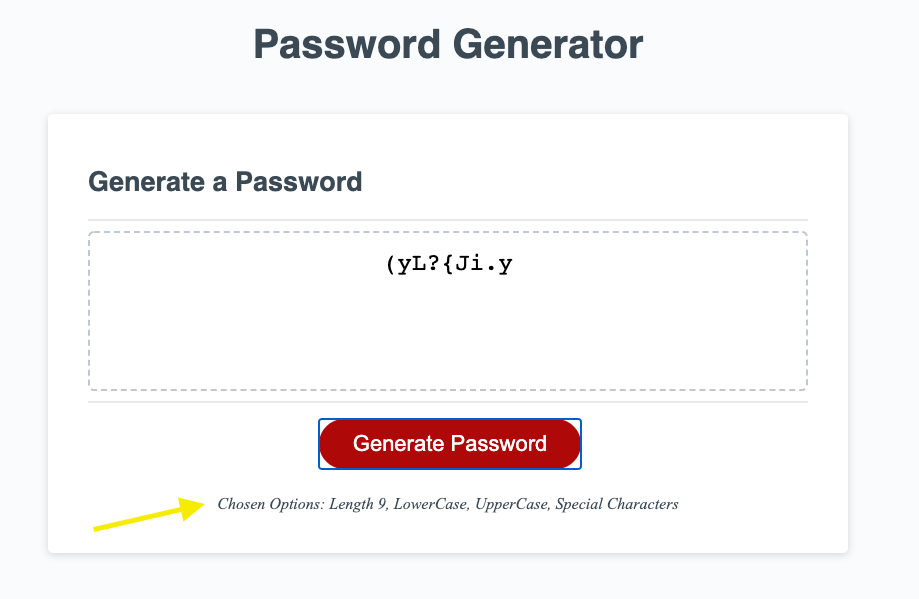 Password Generator
Generate a Password
(yL?{Ji.y
Generate Password
Chosen Options: Length 9, LowerCase, UpperCase, Special Characters